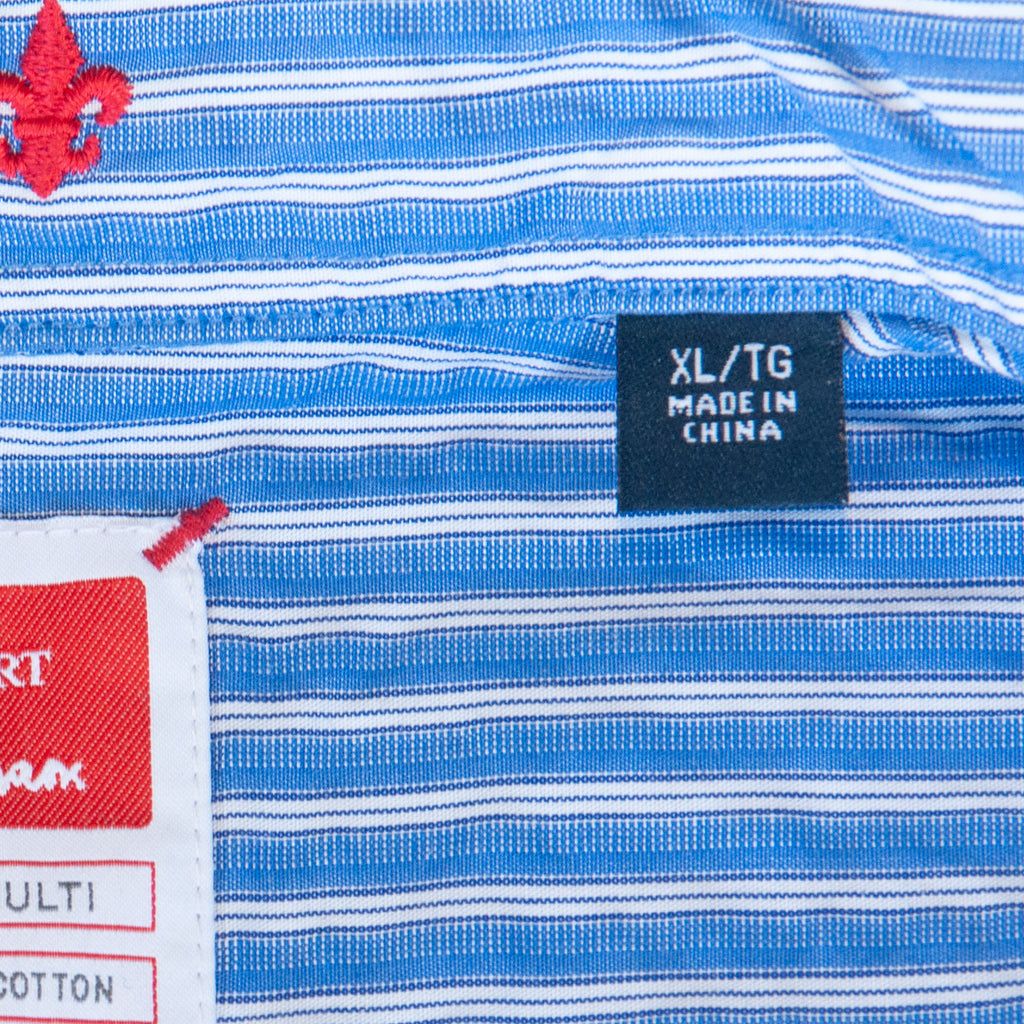 XL/TG
MADE IN
CHINA
RT
ULTI
COTTON